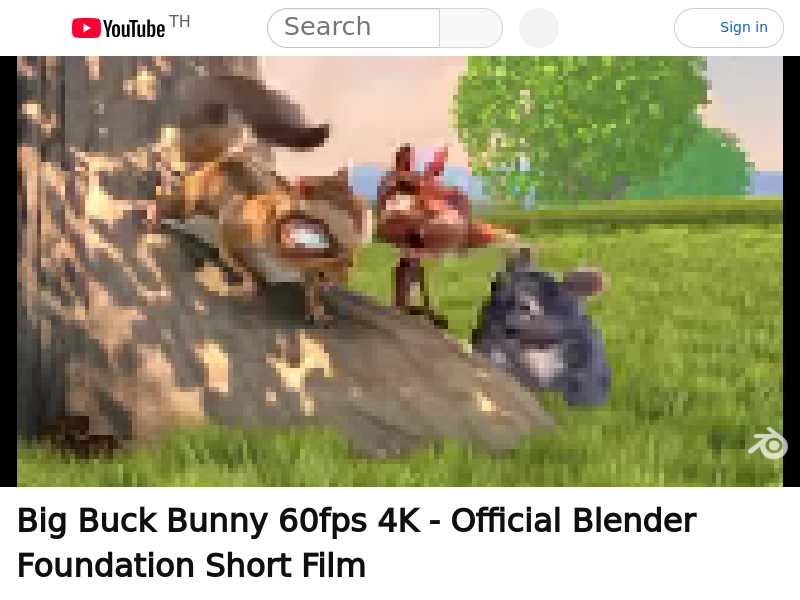 YouTube TH
Search
Sign in
Big Buck Bunny 60fps 4K - Official Blender
Foundation Short Film